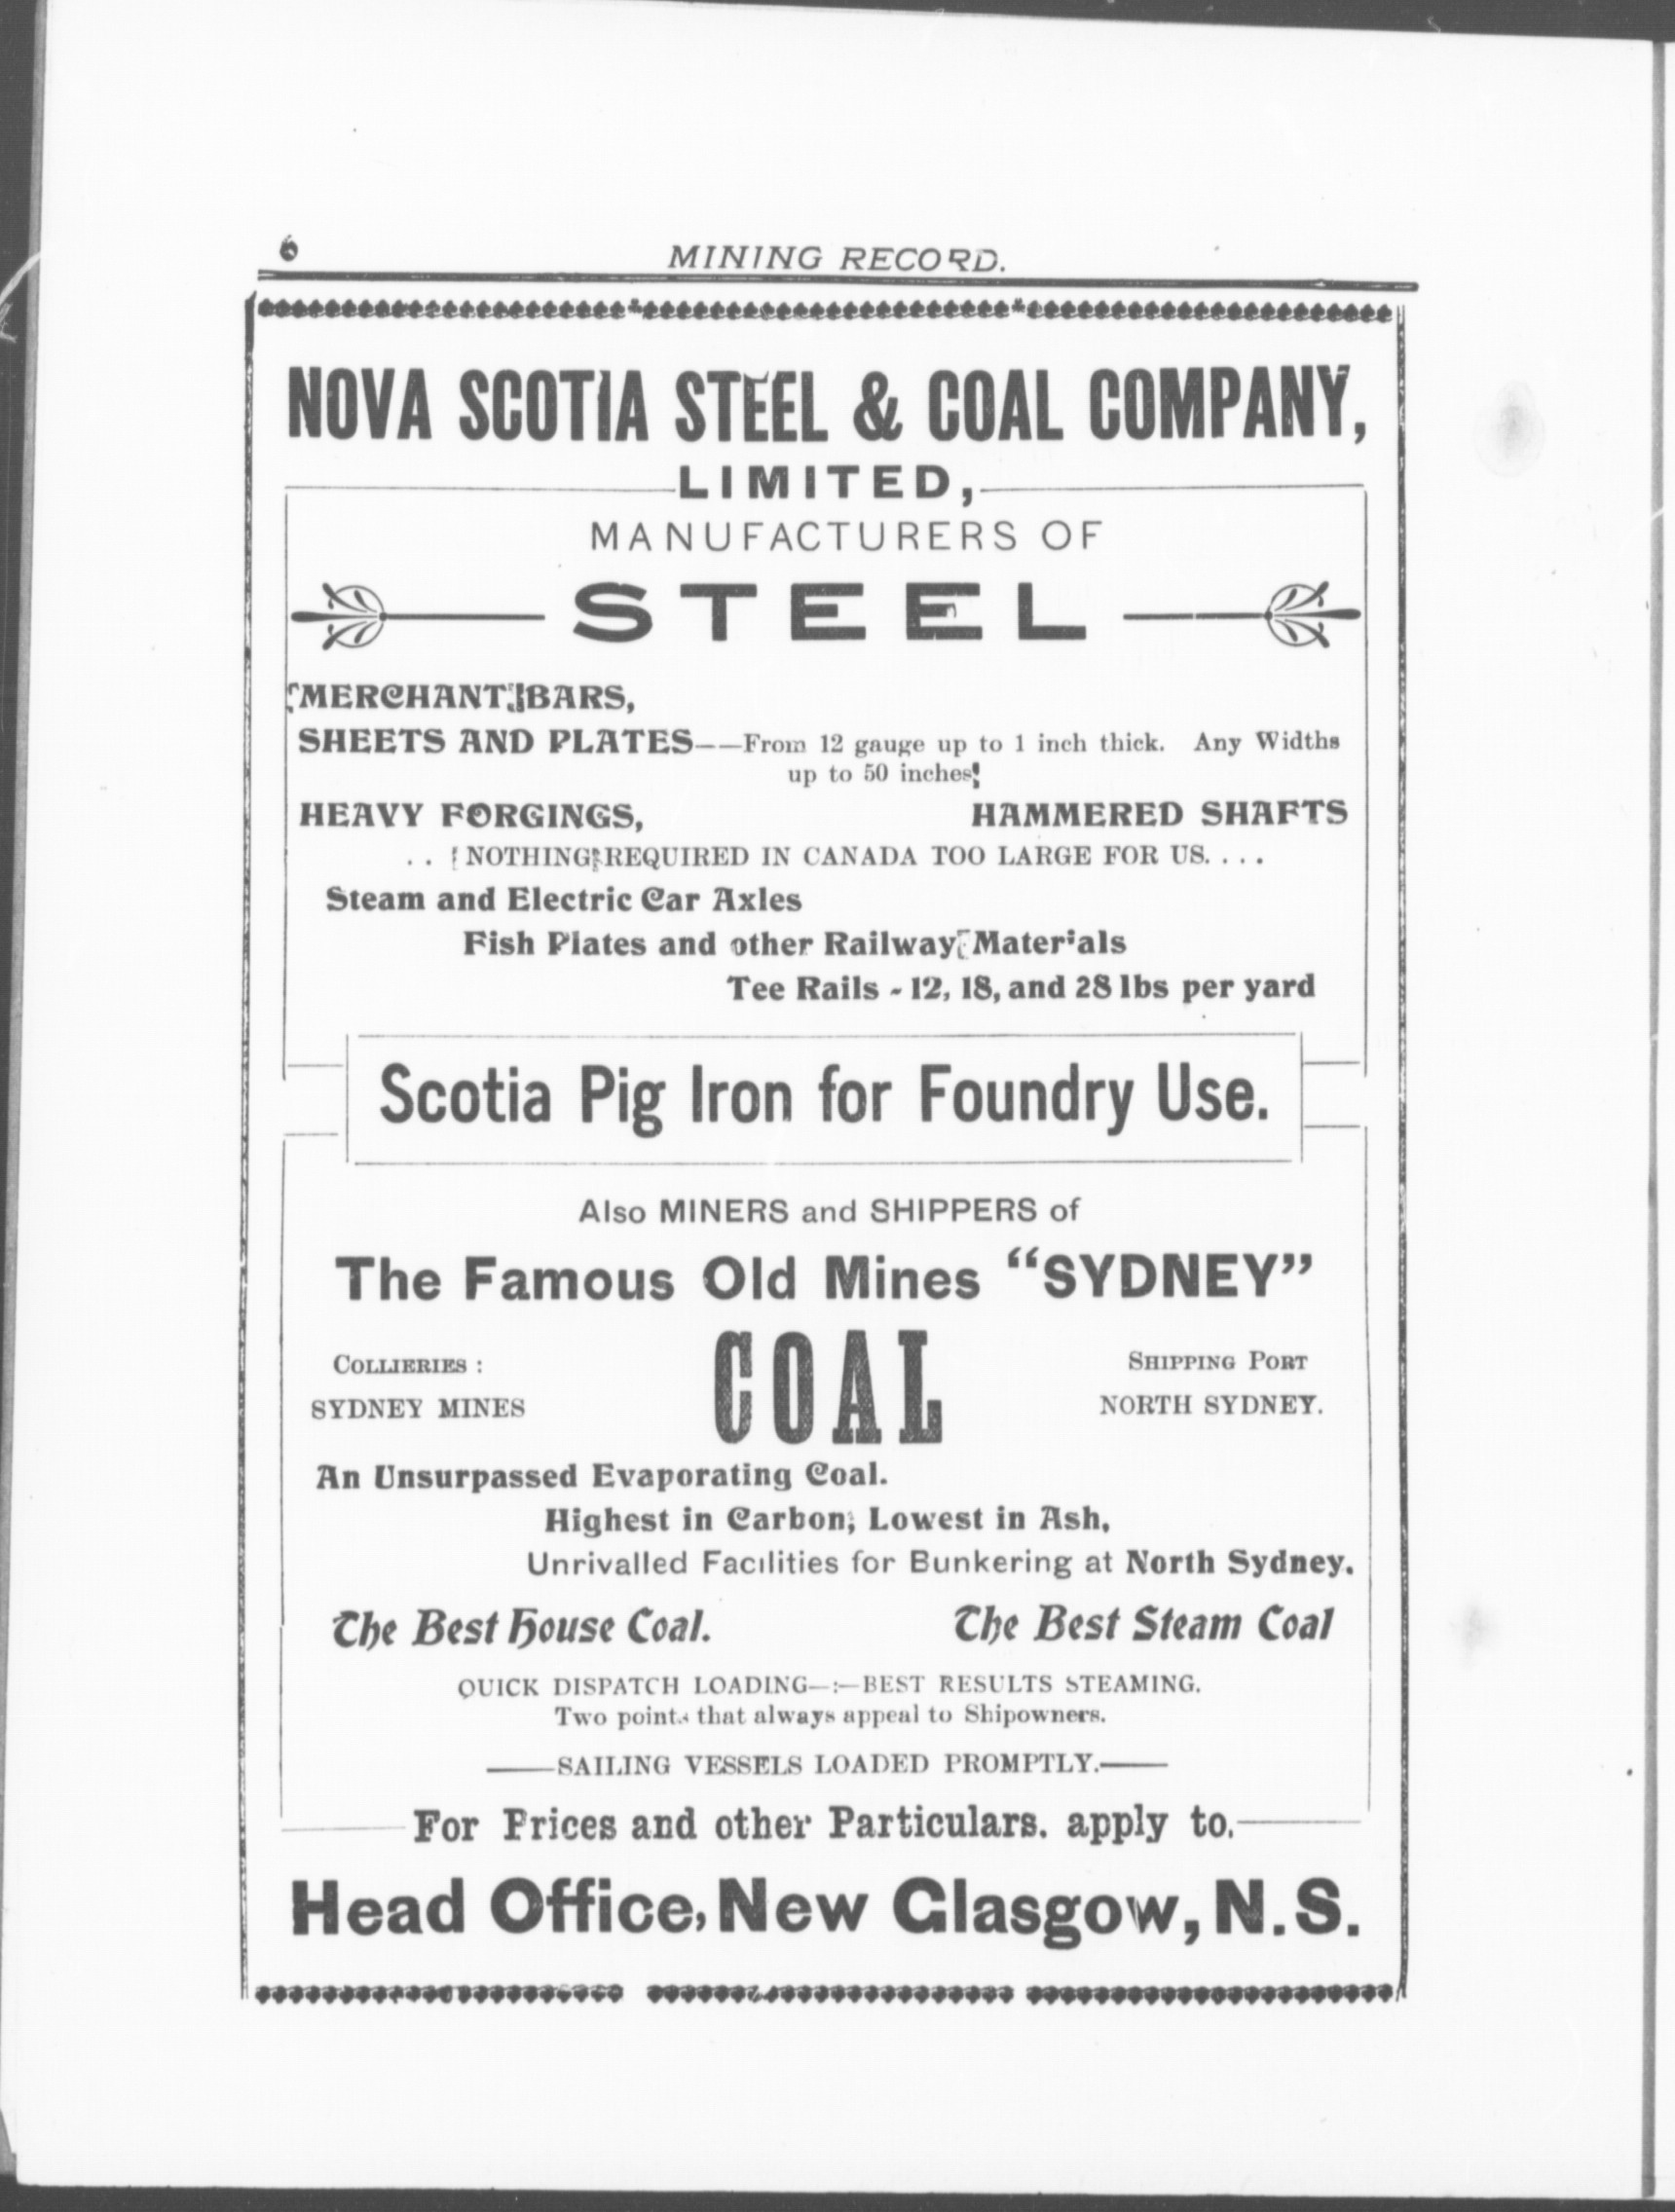 6
MINING RECORD.
NOVA SCOTIA STEEL & COAL COMPANY,
LIMITED,
MANUFACTURERS OF
STEEL
MERCHANT BARS,
SHEETS AND PLATES——From 12 gauge up to 1 inch thick. Any Widths
up to 50 inches
HEAVY FORGINGS, HAMMERED SHAFTS
. . NOTHING REQUIRED IN CANADA TOO LARGE FOR US. . . .
Steam and Electric Car Axles
Fish Plates and other Railway Materials
Tee Rails - 12, 18, and 28 lbs per yard
Scotia Pig Iron for Foundry Use.
Also MINERS and SHIPPERS of
The Famous Old Mines “SYDNEY”
COAL
COLLIERIES :
SYDNEY MINES
SHIPPING PORT
NORTH SYDNEY.
An Unsurpassed Evaporating Coal.
Highest in Carbon; Lowest in Ash,
Unrivalled Facilities for Bunkering at North Sydney.
The Best House Coal. The Best Steam Coal
QUICK DISPATCH LOADING—:—BEST RESULTS STEAMING.
Two points that always appeal to Shipowners.
——SAILING VESSELS LOADED PROMPTLY.——
For Prices and other Particulars. apply to.
Head Office, New Glasgow, N.S.